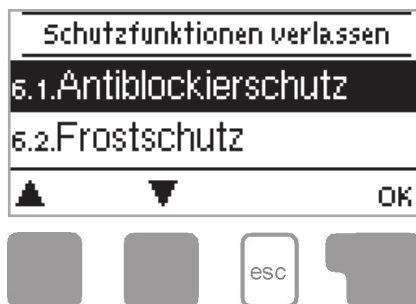 Schutzfunktionen verlassen
6.1.Antiblockierschutz
6.2.Frostschutz
▲ ▼ OK
esc